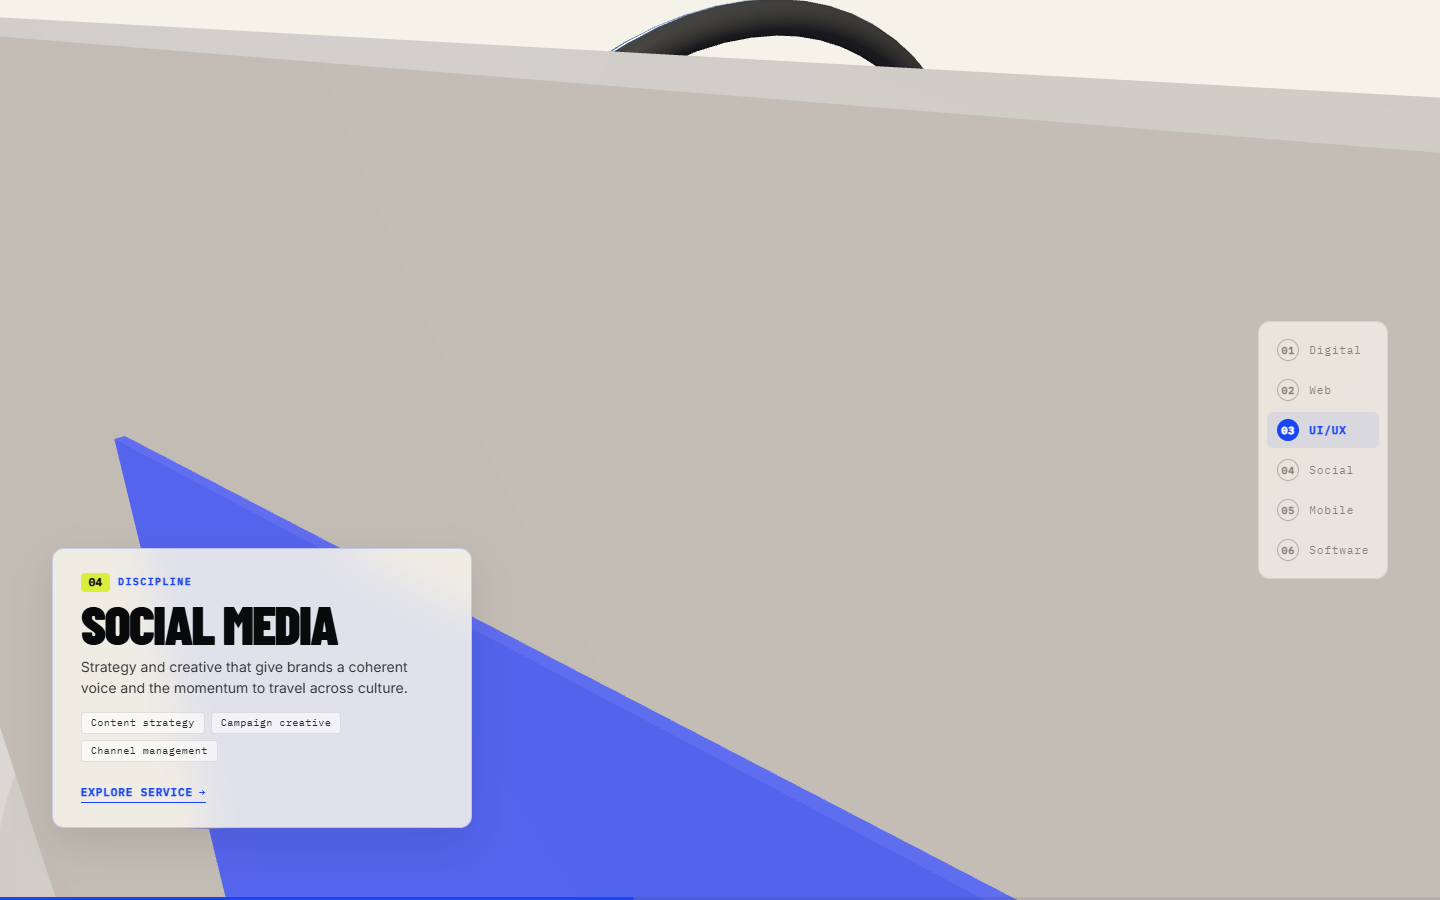 01 Digital
02 Web
03 UI/UX
04 Social
05 Mobile
06 Software
04 DISCIPLINE
SOCIAL MEDIA
Strategy and creative that give brands a coherent
voice and the momentum to travel across culture.
Content strategy Campaign creative
Channel management
EXPLORE SERVICE →